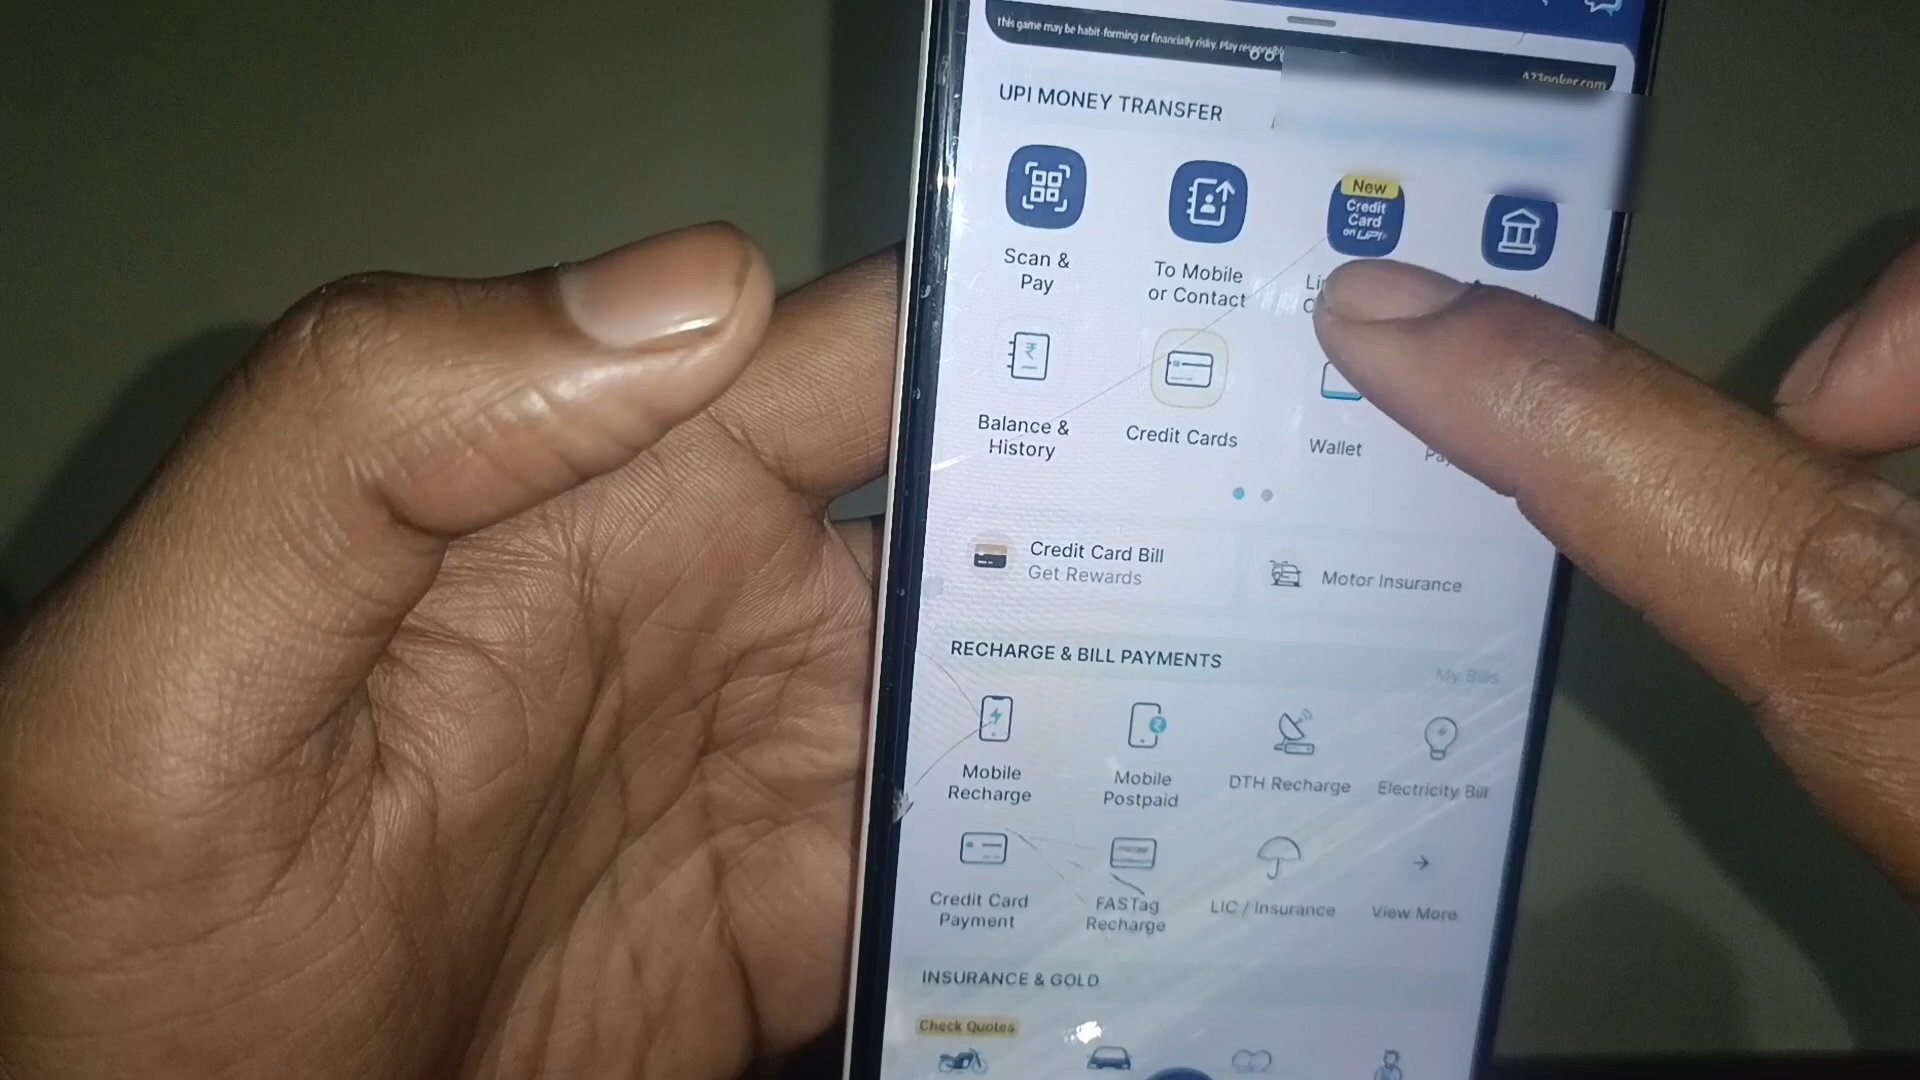 This game may be habit-forming or financially risky. Play
A23poker.com
UPI MONEY TRANSFER
New
Credit
Card
on UPI
Scan &
Pay
To Mobile
or Contact
Balance &
History
Credit Cards
Wallet
Credit Card Bill
Get Rewards
Motor Insurance
RECHARGE & BILL PAYMENTS
My Bills
Mobile
Recharge
Mobile
Postpaid
DTH Recharge
Electricity Bill
Credit Card
Payment
FASTag
Recharge
LIC / Insurance
View More
INSURANCE & GOLD
Check Quotes